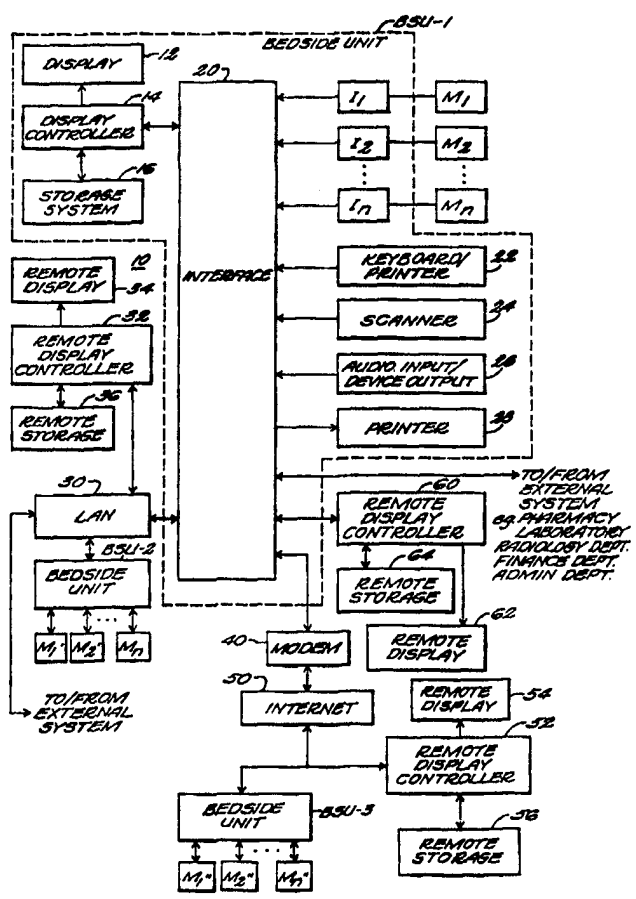 BSU-1
BEDSIDE UNIT
DISPLAY
12
DISPLAY
CONTROLLER
14
STORAGE
SYSTEM
16
20
INTERFACE
I1
M1
I2
M2
In
Mn
KEYBOARD/
PRINTER
22
SCANNER
24
AUDIO INPUT/
DEVICE OUTPUT
26
PRINTER
28
10
REMOTE
DISPLAY
34
32
REMOTE
DISPLAY
CONTROLLER
36
REMOTE
STORAGE
30
LAN
BSU-2
BEDSIDE
UNIT
M1'
M2'
Mn'
TO/FROM
EXTERNAL
SYSTEM
TO/FROM
EXTERNAL
SYSTEM
eg. PHARMACY
LABORATORY
RADIOLOGY DEPT.
FINANCE DEPT.
ADMIN DEPT.
60
REMOTE
DISPLAY
CONTROLLER
64
REMOTE
STORAGE
62
REMOTE
DISPLAY
40
MODEM
50
INTERNET
REMOTE
DISPLAY
54
52
REMOTE
DISPLAY
CONTROLLER
56
REMOTE
STORAGE
BEDSIDE
UNIT
BSU-3
M1"
M2"
Mn"